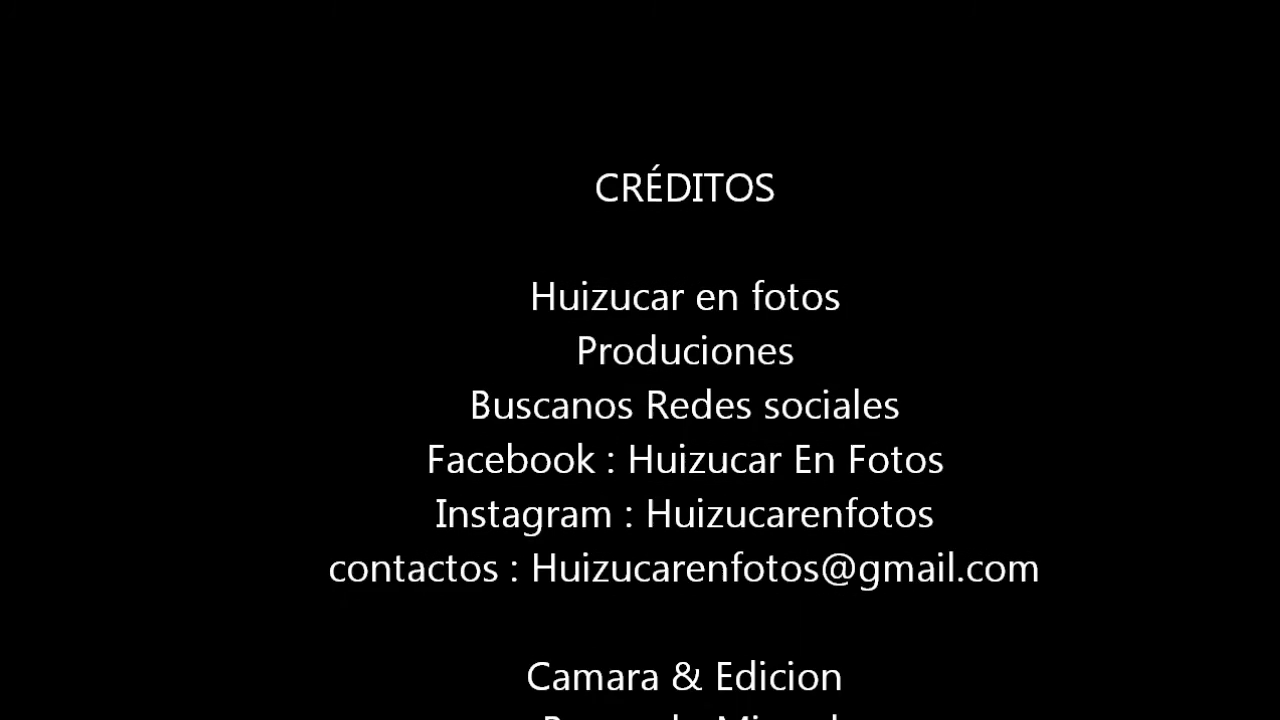 CRÉDITOS
Huizucar en fotos
Produciones
Buscanos Redes sociales
Facebook : Huizucar En Fotos
Instagram : Huizucarenfotos
contactos : Huizucarenfotos@gmail.com
Camara & Edicion